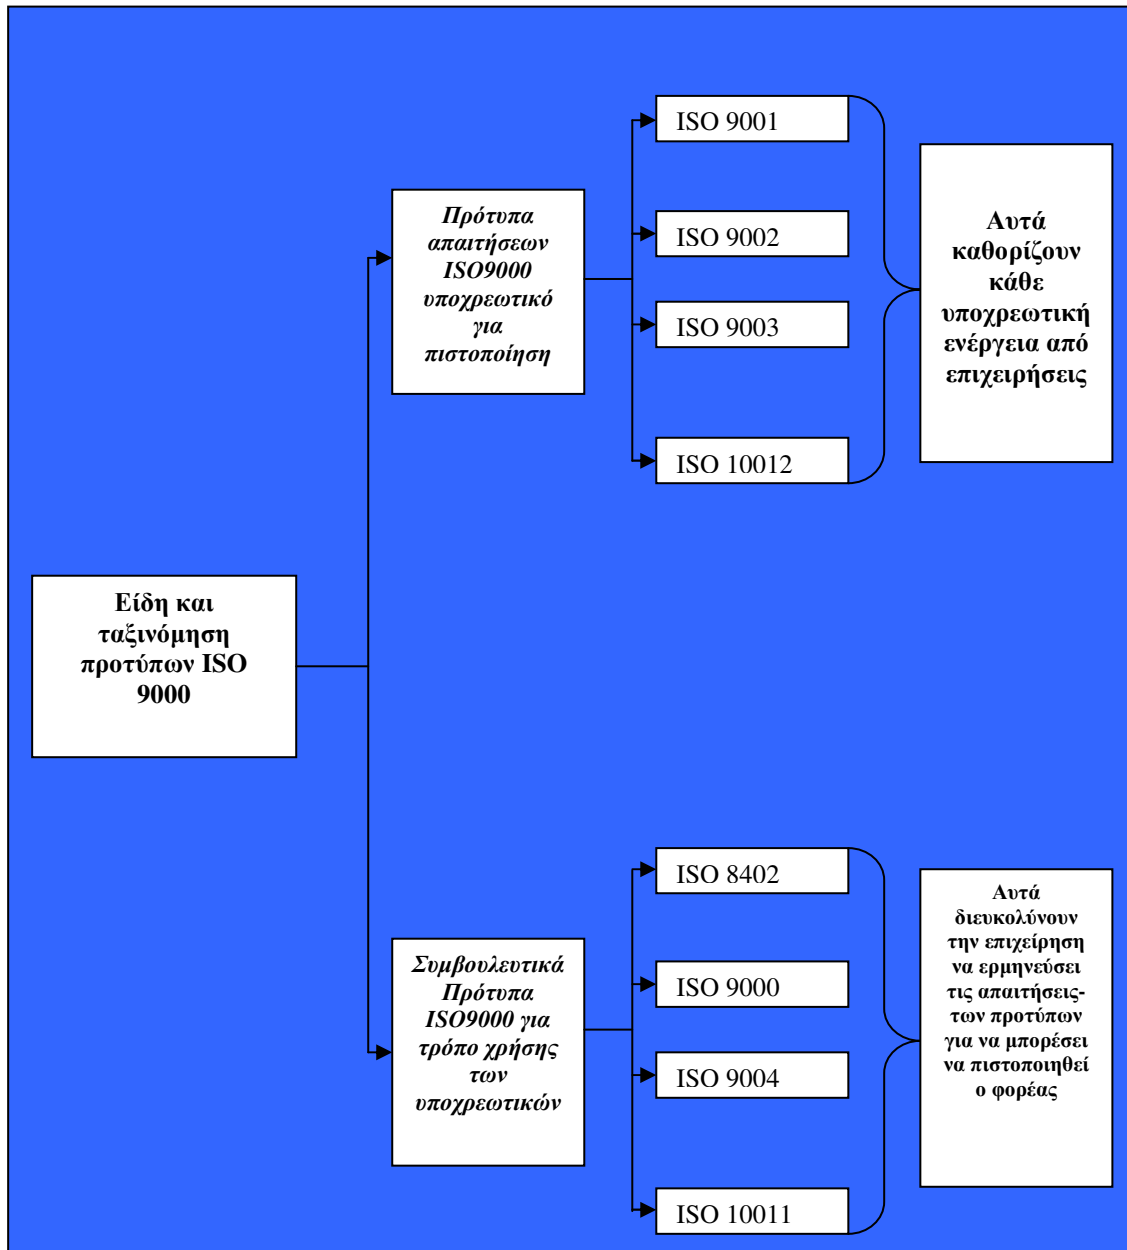 Είδη και
ταξινόμηση
προτύπων ISO
9000
Πρότυπα
απαιτήσεων
ISO9000
υποχρεωτικό
για
πιστοποίηση
ISO 9001
ISO 9002
ISO 9003
ISO 10012
Αυτά
καθορίζουν
κάθε
υποχρεωτική
ενέργεια από
επιχειρήσεις
Συμβουλευτικά
Πρότυπα
ISO9000 για
τρόπο χρήσης
των
υποχρεωτικών
ISO 8402
ISO 9000
ISO 9004
ISO 10011
Αυτά
διευκολύνουν
την επιχείρηση
να ερμηνεύσει
τις απαιτήσεις-
των προτύπων
για να μπορέσει
να πιστοποιηθεί
ο φορέας